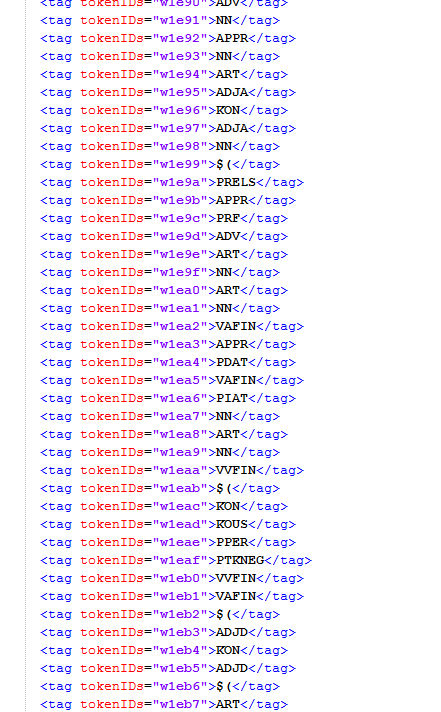 <tag tokenIDs="w1e90">ADV</tag>
<tag tokenIDs="w1e91">NN</tag>
<tag tokenIDs="w1e92">APPR</tag>
<tag tokenIDs="w1e93">NN</tag>
<tag tokenIDs="w1e94">ART</tag>
<tag tokenIDs="w1e95">ADJA</tag>
<tag tokenIDs="w1e96">KON</tag>
<tag tokenIDs="w1e97">ADJA</tag>
<tag tokenIDs="w1e98">NN</tag>
<tag tokenIDs="w1e99">$(</tag>
<tag tokenIDs="w1e9a">PRELS</tag>
<tag tokenIDs="w1e9b">APPR</tag>
<tag tokenIDs="w1e9c">PRF</tag>
<tag tokenIDs="w1e9d">ADV</tag>
<tag tokenIDs="w1e9e">ART</tag>
<tag tokenIDs="w1e9f">NN</tag>
<tag tokenIDs="w1ea0">ART</tag>
<tag tokenIDs="w1ea1">NN</tag>
<tag tokenIDs="w1ea2">VAFIN</tag>
<tag tokenIDs="w1ea3">APPR</tag>
<tag tokenIDs="w1ea4">PDAT</tag>
<tag tokenIDs="w1ea5">VAFIN</tag>
<tag tokenIDs="w1ea6">PIAT</tag>
<tag tokenIDs="w1ea7">NN</tag>
<tag tokenIDs="w1ea8">ART</tag>
<tag tokenIDs="w1ea9">NN</tag>
<tag tokenIDs="w1eaa">VVFIN</tag>
<tag tokenIDs="w1eab">$(</tag>
<tag tokenIDs="w1eac">KON</tag>
<tag tokenIDs="w1ead">KOUS</tag>
<tag tokenIDs="w1eae">PPER</tag>
<tag tokenIDs="w1eaf">PTKNEG</tag>
<tag tokenIDs="w1eb0">VVFIN</tag>
<tag tokenIDs="w1eb1">VAFIN</tag>
<tag tokenIDs="w1eb2">$(</tag>
<tag tokenIDs="w1eb3">ADJD</tag>
<tag tokenIDs="w1eb4">KON</tag>
<tag tokenIDs="w1eb5">ADJD</tag>
<tag tokenIDs="w1eb6">$(</tag>
<tag tokenIDs="w1eb7">ART</tag>